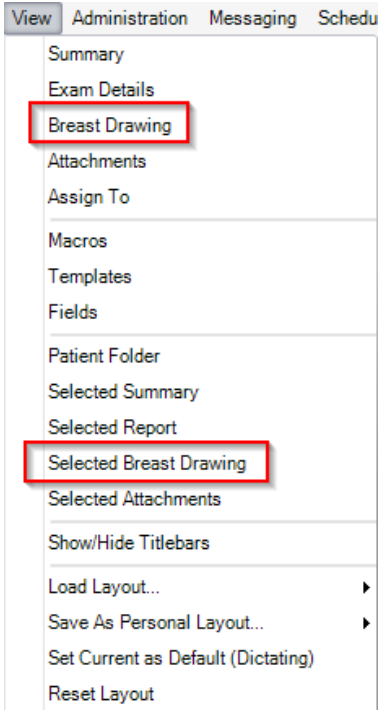 View Administration Messaging Schedu
Summary
Exam Details
Breast Drawing
Attachments
Assign To
Macros
Templates
Fields
Patient Folder
Selected Summary
Selected Report
Selected Breast Drawing
Selected Attachments
Show/Hide Titlebars
Load Layout...
Save As Personal Layout...
Set Current as Default (Dictating)
Reset Layout